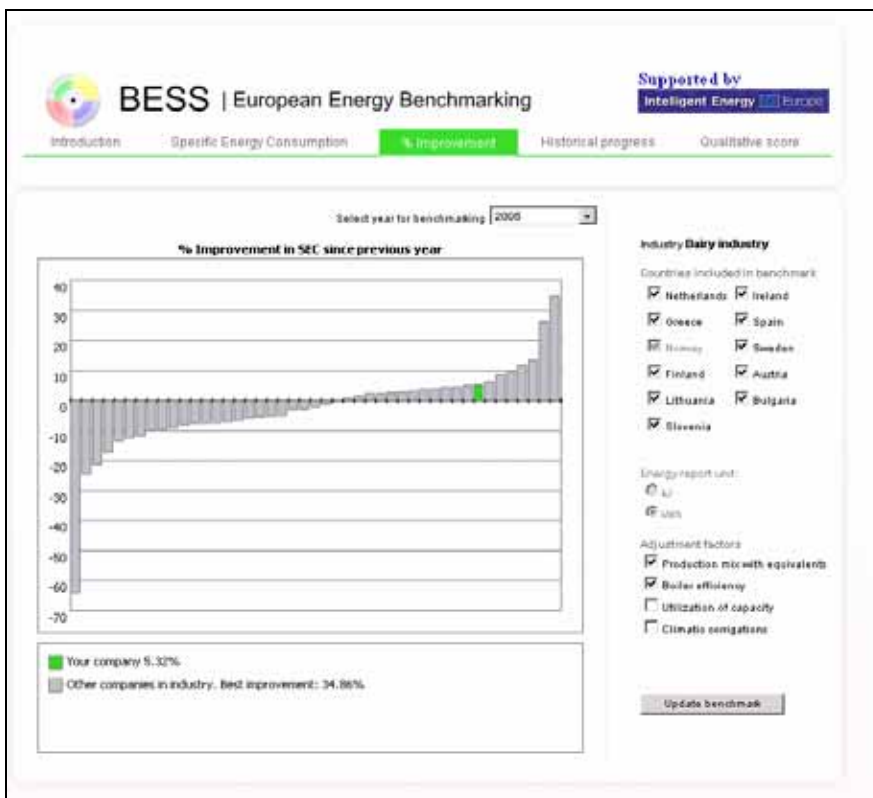 BESS | European Energy Benchmarking
Supported by
Intelligent Energy Europe
Introduction
Specific Energy Consumption
% Improvement
Historical progress
Qualitative score
Select year for benchmarking
% Improvement in SEC since previous year
40
30
20
10
0
-10
-20
-30
-40
-50
-60
-70
Your company 5.32%
Other companies in industry. Best improvement: 34.86%
Industry Dairy industry
Countries included in benchmark
Netherlands Ireland
Greece Spain
Norway Sweden
Finland Austria
Lithuania Bulgaria
Slovenia
Energy report unit:
Adjustment factors
Production mix with equivalents
Boiler efficiency
Utilization of capacity
Climatic
Update benchmark